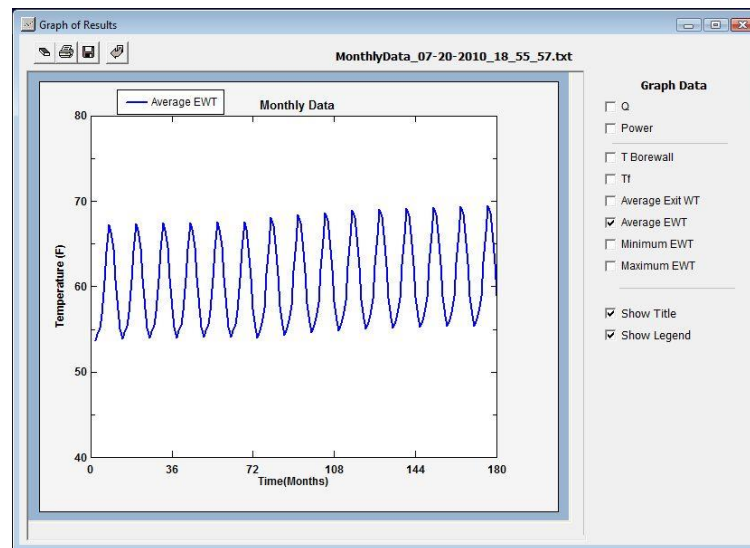 Graph of Results
MonthlyData_07-20-2010_18_55_57.txt
Average EWT
Monthly Data
80
70
60
50
40
Temperature (F)
0 36 72 108 144 180
Time(Months)
Graph Data
Q
Power
T Borewall
Tf
Average Exit WT
Average EWT
Minimum EWT
Maximum EWT
Show Title
Show Legend